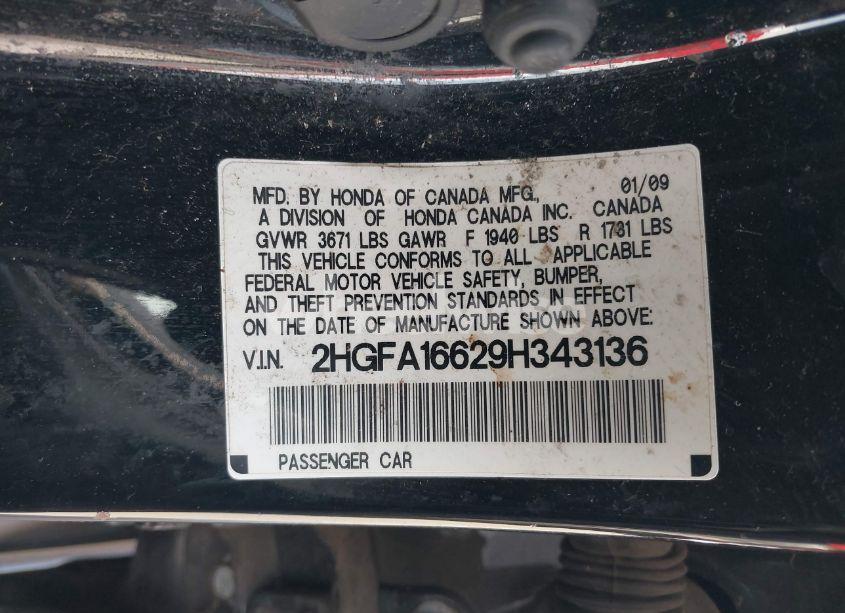 MFD. BY HONDA OF CANADA MFG., 01/09
A DIVISION OF HONDA CANADA INC. CANADA
GVWR 3671 LBS GAWR F 1940 LBS R 1731 LBS
THIS VEHICLE CONFORMS TO ALL APPLICABLE
FEDERAL MOTOR VEHICLE SAFETY, BUMPER,
AND THEFT PREVENTION STANDARDS IN EFFECT
ON THE DATE OF MANUFACTURE SHOWN ABOVE:
V.I.N. 2HGFA16629H343136
PASSENGER CAR